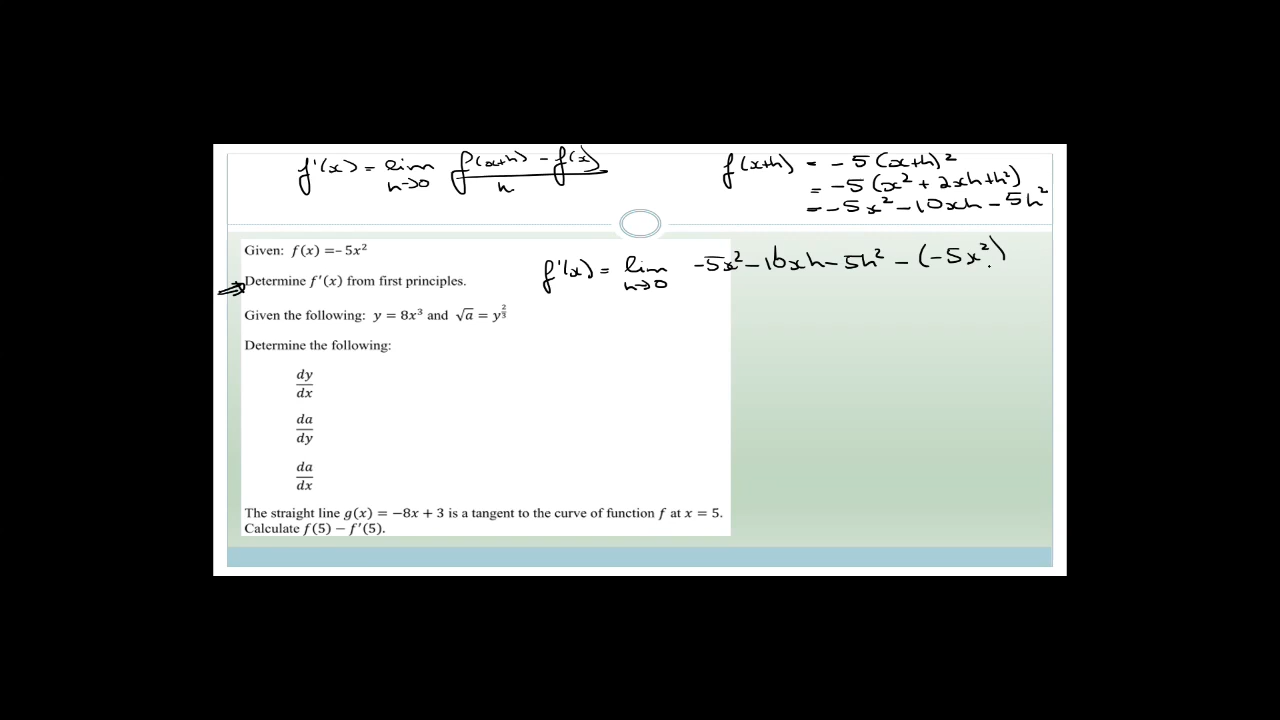 f'(x) = lim h→0 f(x+h) - f(x) / h
f(x+h) = -5(x+h)²
= -5(x² + 2xh + h²)
= -5x² - 10xh - 5h²
Given: f(x) =- 5x²
f'(x) = lim h→0 -5x² - 10xh - 5h² - (-5x²)
⇒ Determine f'(x) from first principles.
Given the following: y = 8x³ and √a = y^(2/3)
Determine the following:
dy/dx
da/dy
da/dx
The straight line g(x) = −8x + 3 is a tangent to the curve of function f at x = 5.
Calculate f(5) − f'(5).